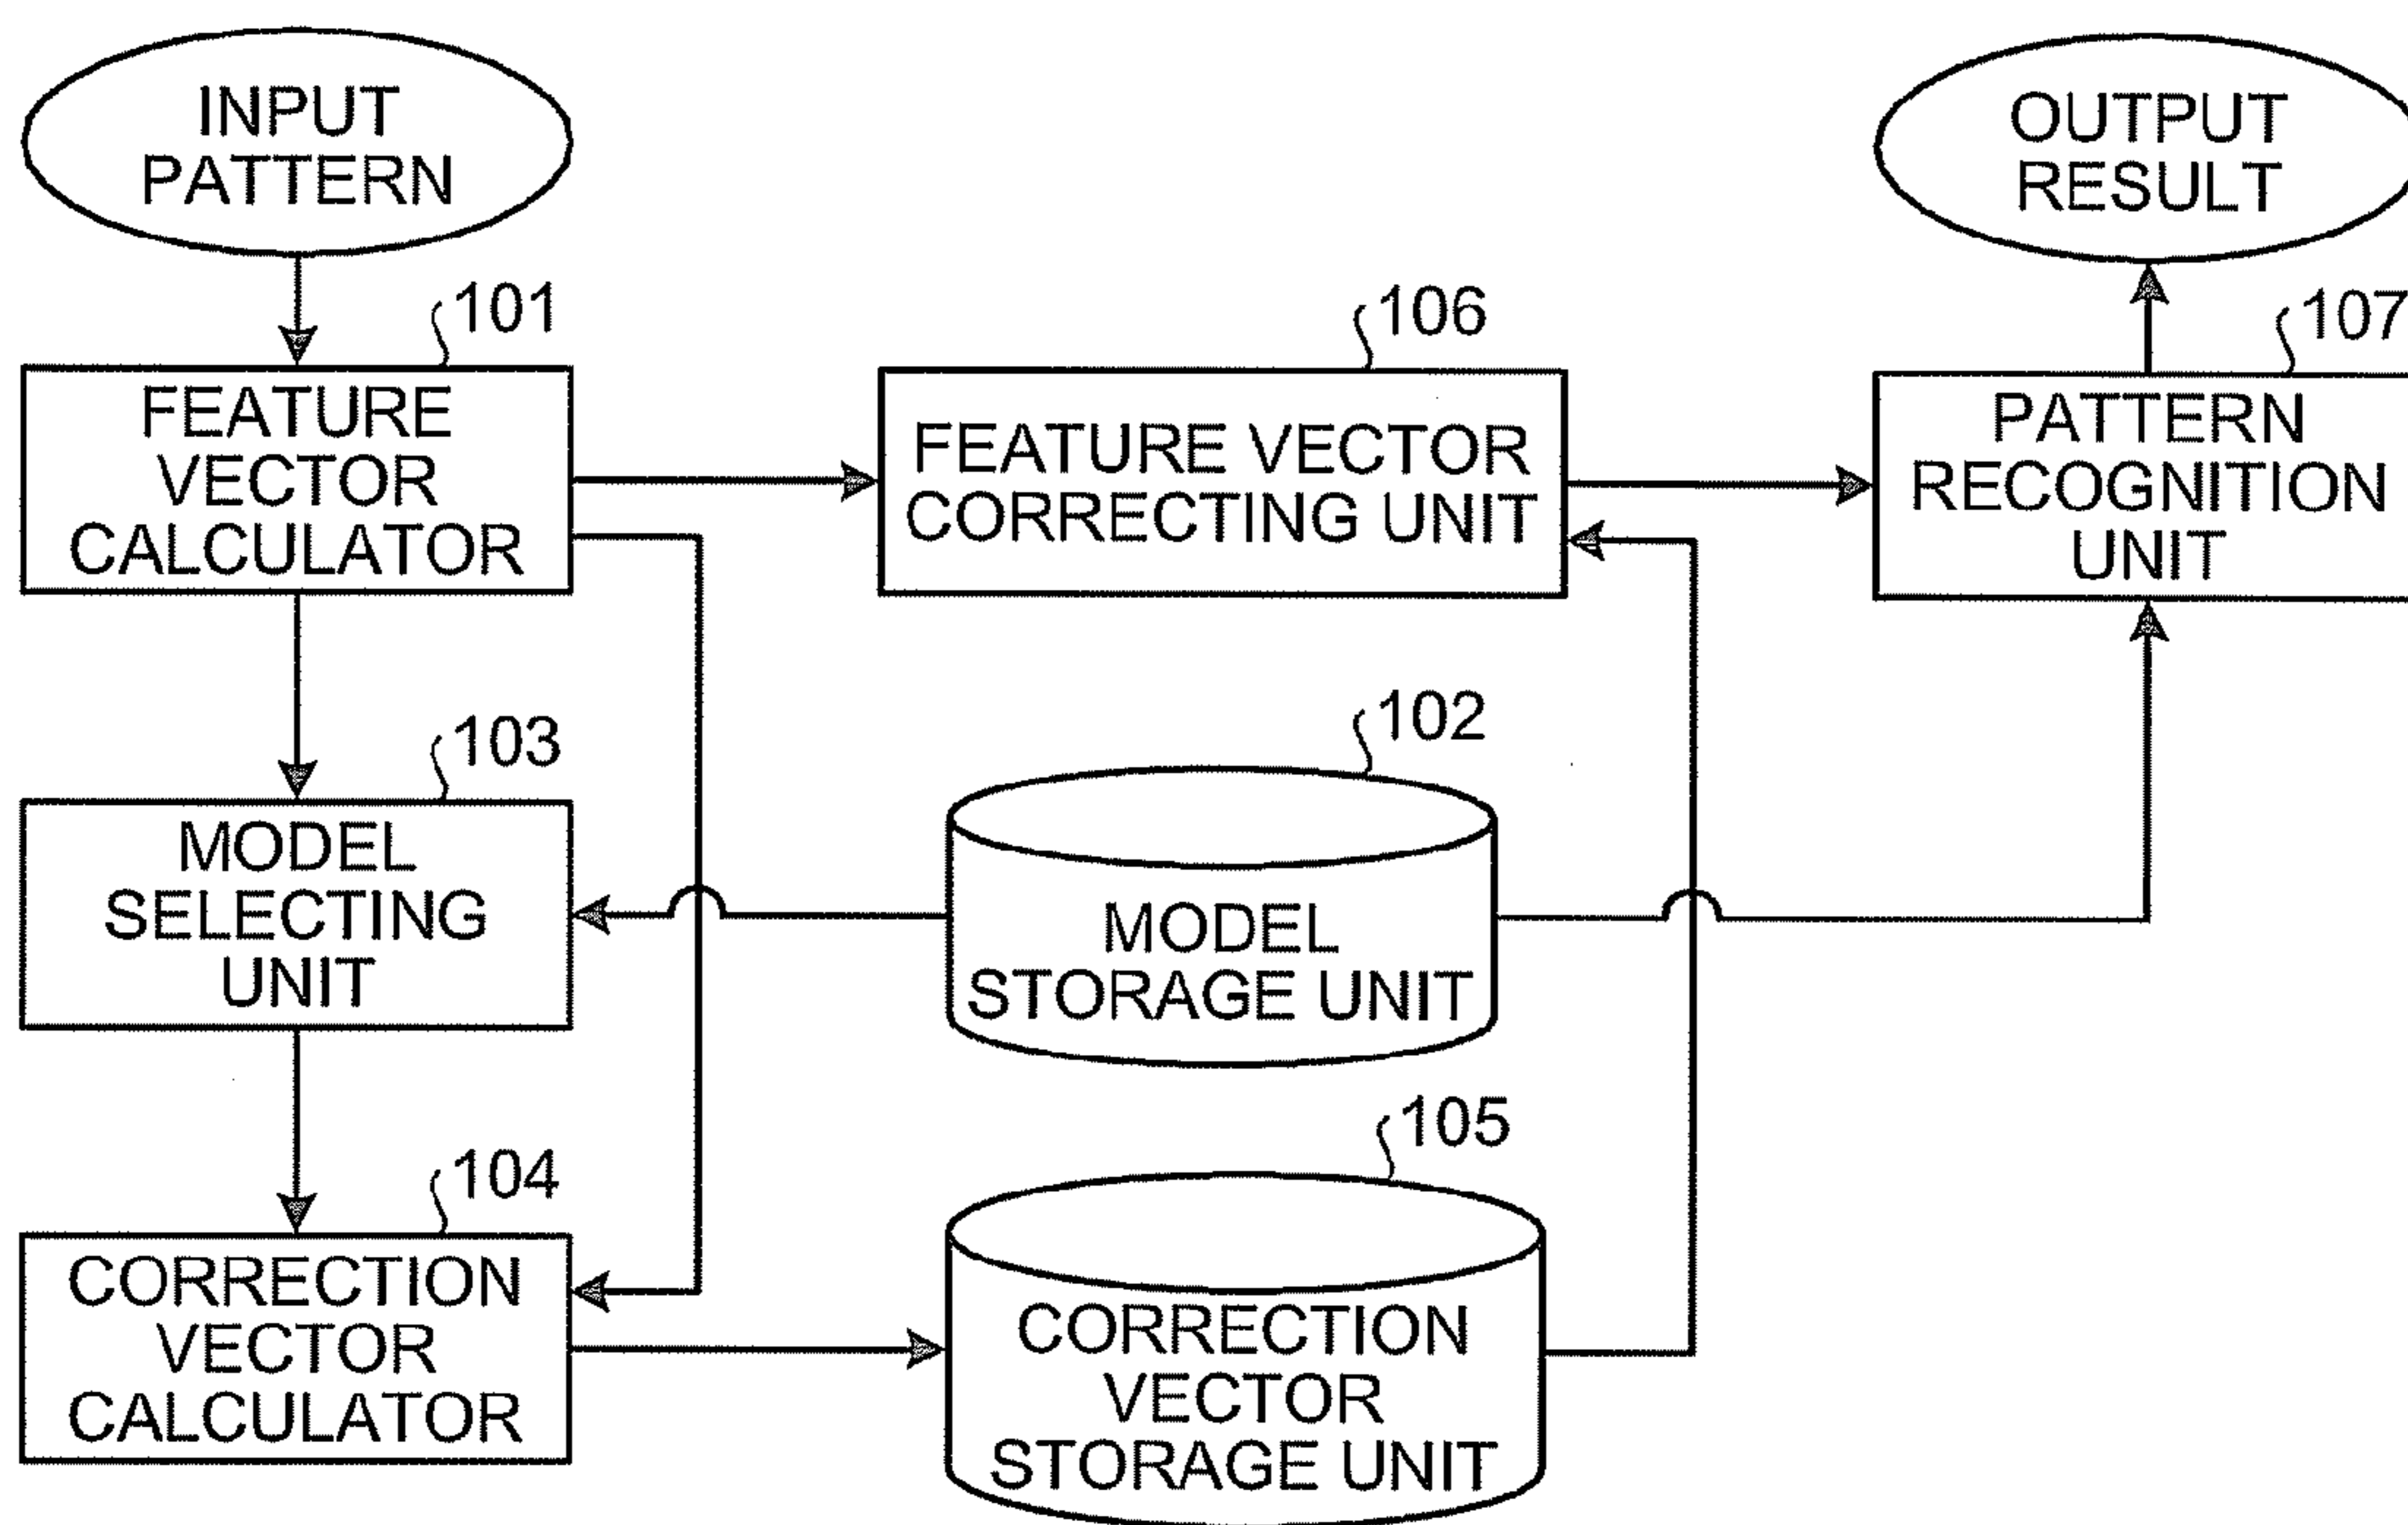 INPUT
PATTERN
OUTPUT
RESULT
101
FEATURE
VECTOR
CALCULATOR
106
FEATURE VECTOR
CORRECTING UNIT
107
PATTERN
RECOGNITION
UNIT
103
MODEL
SELECTING
UNIT
102
MODEL
STORAGE UNIT
104
CORRECTION
VECTOR
CALCULATOR
105
CORRECTION
VECTOR
STORAGE UNIT